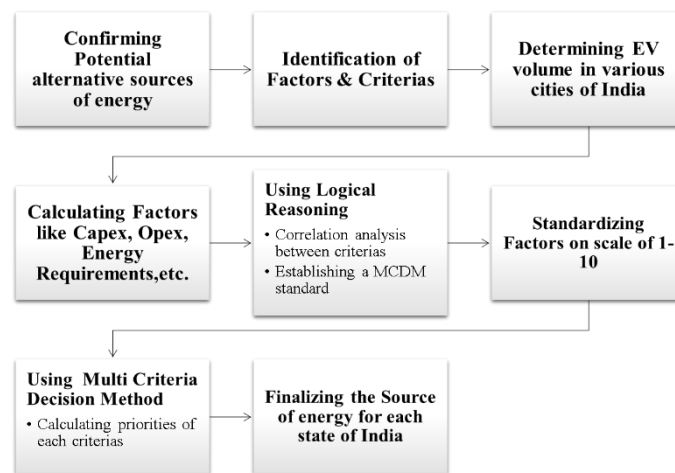 Confirming
Potential
alternative sources
of energy
Identification of
Factors & Criterias
Determining EV
volume in various
cities of India
Calculating Factors
like Capex, Opex,
Energy
Requirements,etc.
Using Logical
Reasoning
• Correlation analysis
between criterias
• Establishing a MCDM
standard
Standardizing
Factors on scale of 1-
10
Using Multi Criteria
Decision Method
• Calculating priorities of
each criterias
Finalizing the Source
of energy for each
state of India